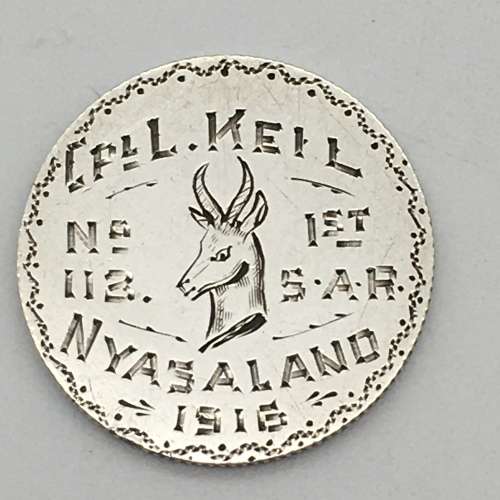 CPL L. KEIL
No 1ST
113. S.A.R.
NYASALAND
1916